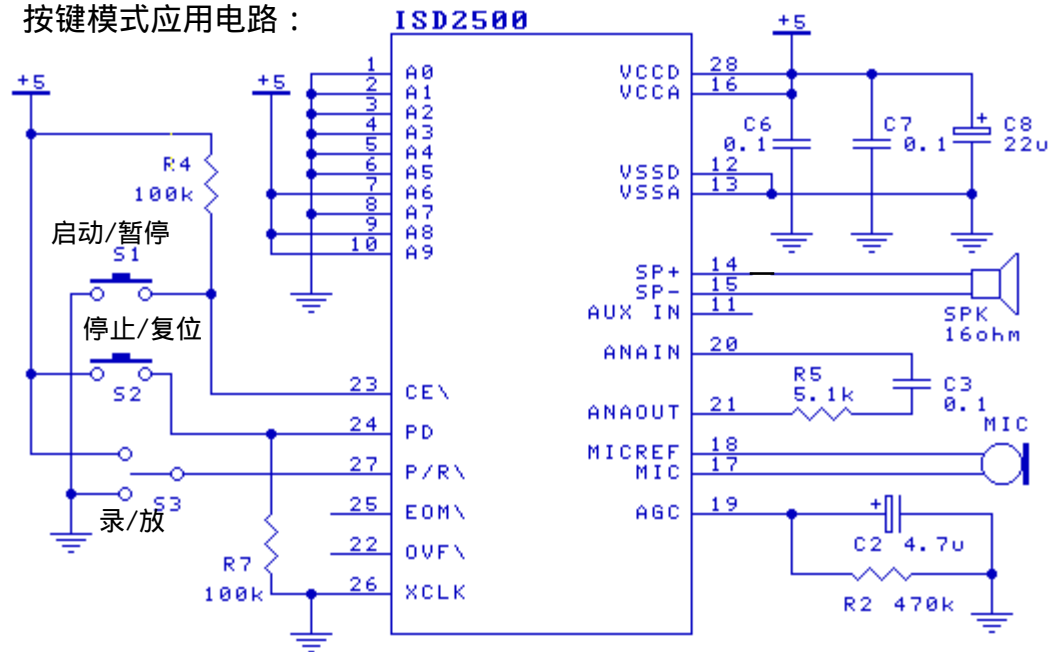 按键模式应用电路：
ISD2500
+5
+5
+5
1 A0
2 A1
3 A2
4 A3
5 A4
6 A5
7 A6
8 A7
9 A8
10 A9
VCCD 28
VCCA 16
C6
0.1
C7
0.1
+
C8
22u
VSSD 12
VSSA 13
R4
100k
启动/暂停
S1
停止/复位
S2
SP+ 14
SP- 15
AUX IN 11
SPK
16ohm
ANAIN 20
R5
5.1k
C3
0.1
ANAOUT 21
23 CE\
24 PD
27 P/R\
25 EOM\
22 OVF\
26 XCLK
S3
录/放
R7
100k
MIC
MICREF 18
MIC 17
AGC 19
+
C2 4.7u
R2 470k